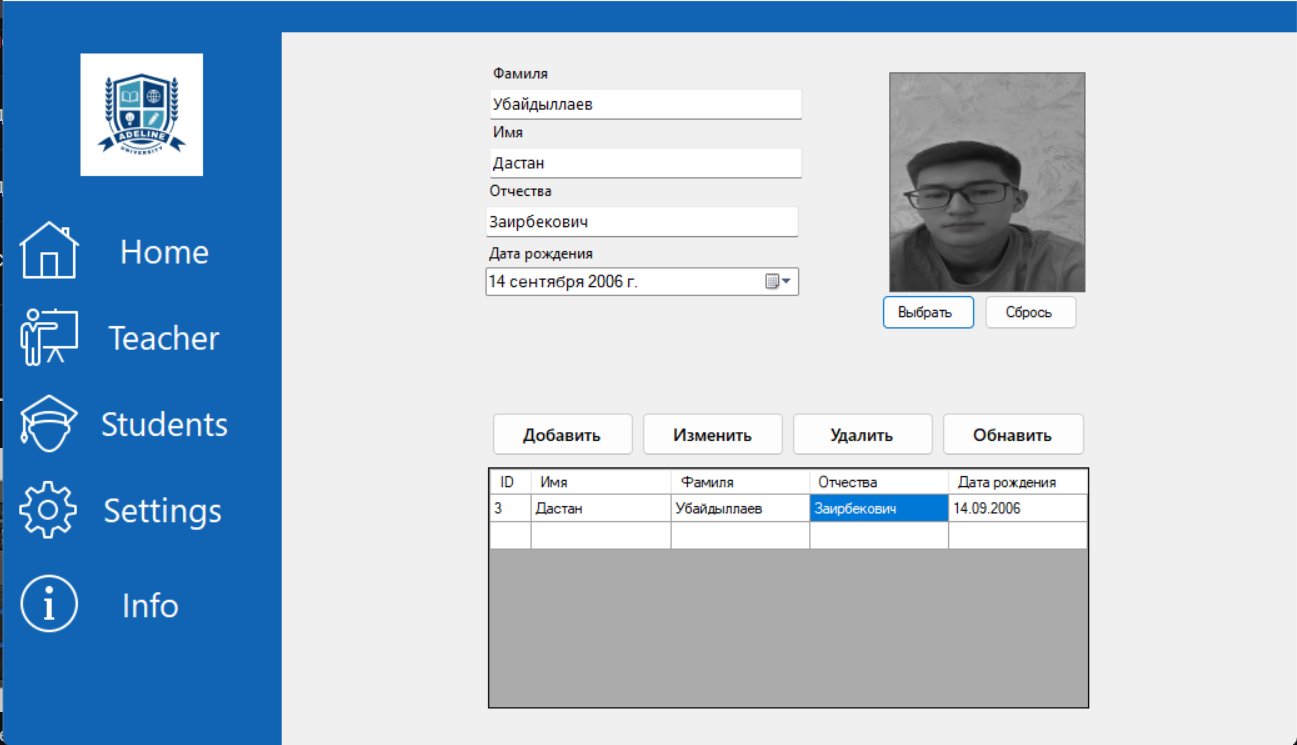 ADELINE
UNIVERSITY
Home
Teacher
Students
Settings
Info
Фамиля
Убайдыллаев
Имя
Дастан
Отчества
Заирбекович
Дата рождения
14 сентября 2006 г.
Выбрать Сбрось
Добавить Изменить Удалить Обнавить
ID Имя Фамиля Отчества Дата рождения
3 Дастан Убайдыллаев Заирбекович 14.09.2006